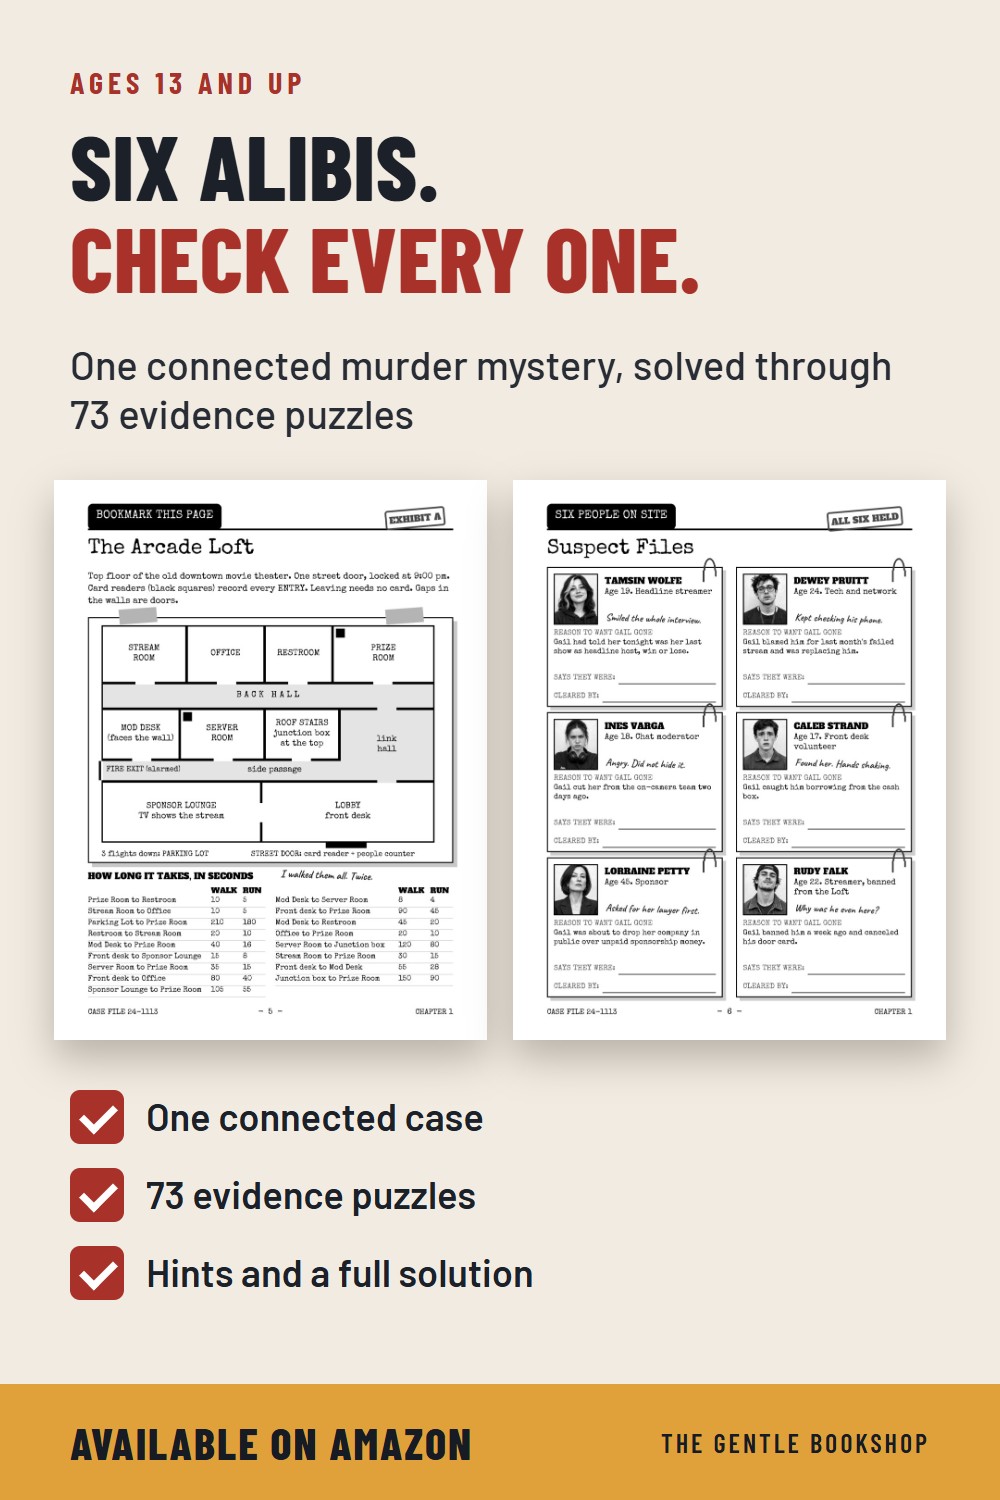 AGES 13 AND UP
SIX ALIBIS.
CHECK EVERY ONE.
One connected murder mystery, solved through
73 evidence puzzles
BOOKMARK THIS PAGE
EXHIBIT A
The Arcade Loft
Top floor of the old downtown movie theater. One street door, locked at 9:00 pm.
Card readers (black squares) record every ENTRY. Leaving needs no card. Gaps in
the walls are doors.
STREAM
ROOM
OFFICE
RESTROOM
PRIZE
ROOM
BACK HALL
MOD DESK
(faces the wall)
SERVER
ROOM
ROOF STAIRS
junction box
at the top
link
hall
FIRE EXIT (alarmed)
side passage
SPONSOR LOUNGE
TV shows the stream
LOBBY
front desk
3 flights down: PARKING LOT
STREET DOOR: card reader + people counter
HOW LONG IT TAKES, IN SECONDS
I walked them all. Twice.
WALK RUN
Prize Room to Restroom 10 5
Stream Room to Office 10 5
Parking Lot to Prize Room 210 180
Restroom to Stream Room 20 10
Mod Desk to Prize Room 40 16
Front desk to Sponsor Lounge 15 8
Server Room to Prize Room 35 15
Front desk to Office 80 40
Sponsor Lounge to Prize Room 105 55
WALK RUN
Mod Desk to Server Room 8 4
Front desk to Prize Room 90 45
Mod Desk to Restroom 45 20
Office to Prize Room 20 10
Server Room to Junction box 120 80
Stream Room to Prize Room 30 15
Front desk to Mod Desk 55 28
Junction box to Prize Room 150 90
CASE FILE 24-1113
- 5 -
CHAPTER 1
SIX PEOPLE ON SITE
ALL SIX HELD
Suspect Files
TAMSIN WOLFE
Age 19. Headline streamer
Smiled the whole interview.
REASON TO WANT GAIL GONE
Gail had told her tonight was her last
show as headline host, win or lose.
SAYS THEY WERE:
CLEARED BY:
DEWEY PRUITT
Age 24. Tech and network
Kept checking his phone.
REASON TO WANT GAIL GONE
Gail blamed him for last month's failed
stream and was replacing him.
SAYS THEY WERE:
CLEARED BY:
INES VARGA
Age 18. Chat moderator
Angry. Did not hide it.
REASON TO WANT GAIL GONE
Gail cut her from the on-camera team two
days ago.
SAYS THEY WERE:
CLEARED BY:
CALEB STRAND
Age 17. Front desk
volunteer
Found her. Hands shaking.
REASON TO WANT GAIL GONE
Gail caught him borrowing from the cash
box.
SAYS THEY WERE:
CLEARED BY:
LORRAINE PETTY
Age 45. Sponsor
Asked for her lawyer first.
REASON TO WANT GAIL GONE
Gail was about to drop her company in
public over unpaid sponsorship money.
SAYS THEY WERE:
CLEARED BY:
RUDY FALK
Age 22. Streamer, banned
from the Loft
Why was he even here?
REASON TO WANT GAIL GONE
Gail banned him a week ago and canceled
his door card.
SAYS THEY WERE:
CLEARED BY:
CASE FILE 24-1113
- 6 -
CHAPTER 1
One connected case
73 evidence puzzles
Hints and a full solution
AVAILABLE ON AMAZON
THE GENTLE BOOKSHOP